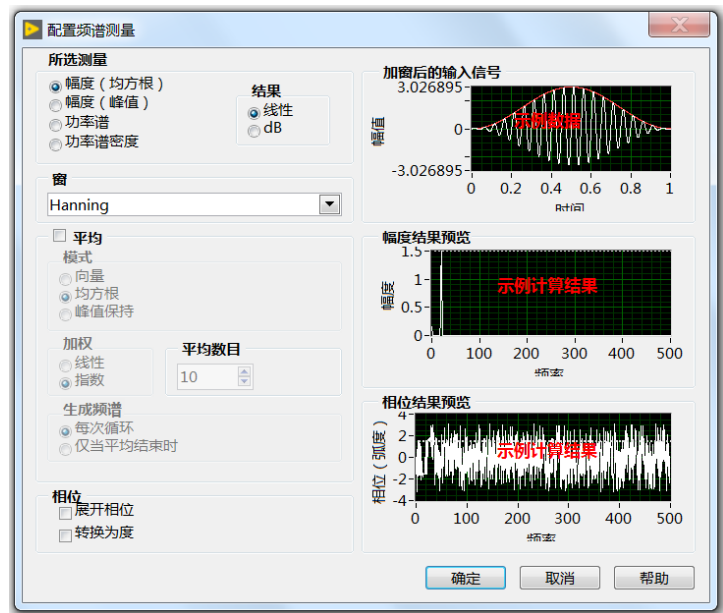 配置频谱测量
所选测量
幅度（均方根）
幅度（峰值）
功率谱
功率谱密度
结果
线性
dB
窗
Hanning
平均
模式
向量
均方根
峰值保持
加权
线性
指数
平均数目
10
生成频谱
每次循环
仅当平均结束时
相位
展开相位
转换为度
加窗后的输入信号
幅值
3.026895
0
-3.026895
示例数据
0 0.2 0.4 0.6 0.8 1
时间
幅度结果预览
幅度
1.5
1
0.5
0
示例计算结果
0 100 200 300 400 500
频率
相位结果预览
相位（弧度）
4
2
0
-2
-4
示例计算结果
0 100 200 300 400 500
频率
确定 取消 帮助